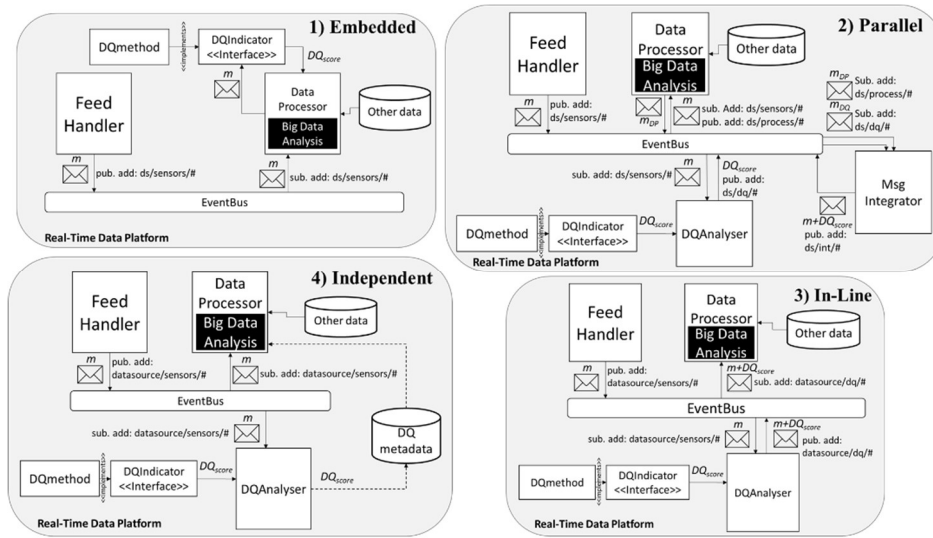 1) Embedded
DQmethod
<<implements>>
DQIndicator
<<Interface>>
DQscore
m
Feed
Handler
Data
Processor
Big Data
Analysis
Other data
m
pub. add: ds/sensors/#
m
sub. add: ds/sensors/#
EventBus
Real-Time Data Platform
2) Parallel
Feed
Handler
Data
Processor
Big Data
Analysis
Other data
m
pub. add:
ds/sensors/#
mDP
m
sub. Add: ds/sensors/#
pub. add: ds/process/#
mDP
Sub. add:
ds/process/#
mDQ
Sub. add:
ds/dq/#
EventBus
sub. add: ds/sensors/#
m
DQscore
pub. add:
ds/dq/#
Msg
Integrator
m+DQscore
pub. add:
ds/int/#
DQmethod
<<implements>>
DQIndicator
<<Interface>>
DQscore
DQAnalyser
Real-Time Data Platform
4) Independent
Feed
Handler
Data
Processor
Big Data
Analysis
Other data
m
pub. add:
datasource/sensors/#
m
sub. add: datasource/sensors/#
EventBus
sub. add: datasource/sensors/#
m
DQ
metadata
DQmethod
<<implements>>
DQIndicator
<<Interface>>
DQscore
DQAnalyser
DQscore
Real-Time Data Platform
3) In-Line
Feed
Handler
Data
Processor
Big Data
Analysis
Other data
m
pub. add:
datasource/sensors/#
m+DQscore
sub. add: datasource/dq/#
EventBus
sub. add: datasource/sensors/#
m
m+DQscore
pub. add:
datasource/dq/#
DQmethod
<<implements>>
DQIndicator
<<Interface>>
DQscore
DQAnalyser
Real-Time Data Platform